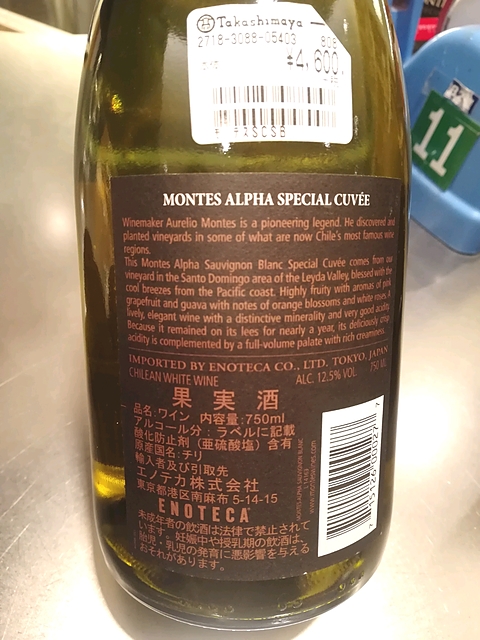 Takashimaya
2718-3088-05403 808
¥4,600
MONTES ALPHA SPECIAL CUVÉE
Winemaker Aurelio Montes is a pioneering legend. He discovered and
planted vineyards in some of what are now Chile's most famous wine
regions.
This Montes Alpha Sauvignon Blanc Special Cuvée comes from our
vineyard in the Santo Domingo area of the Leyda Valley, blessed with the
cool breezes from the Pacific coast. Highly fruity with aromas of pink
grapefruit and guava with notes of orange blossoms and white roses. A
lively, elegant wine with a distinctive minerality and very good acidity.
Because it remained on its lees for nearly a year, its deliciously crisp
acidity is complemented by a full-volume palate with rich creaminess.
IMPORTED BY ENOTECA CO., LTD. TOKYO, JAPAN
CHILEAN WHITE WINE ALC. 12.5% VOL. 750 ML
果実酒
品名:ワイン 内容量:750ml
アルコール分:ラベルに記載
酸化防止剤(亜硫酸塩)含有
原産国名:チリ
輸入者及び引取先
エノテカ株式会社
東京都港区南麻布 5-14-15
ENOTECA
未成年者の飲酒は法律で禁止されて
います。妊娠中や授乳期の飲酒は、
胎児・乳児の発育に悪影響を与える
おそれがあります。
MONTES ALPHA SAUVIGNON BLANC
www.monteswines.com
11